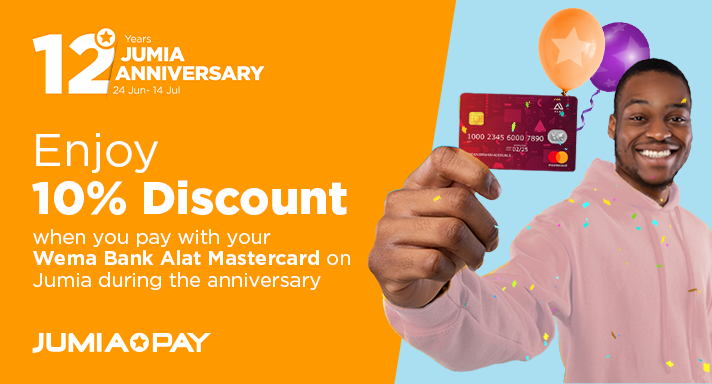 12 Years
JUMIA
ANNIVERSARY
24 Jun- 14 Jul
Enjoy
10% Discount
when you pay with your
Wema Bank Alat Mastercard on
Jumia during the anniversary
JUMIA PAY
1000 2345 6000 7890
02/25
mastercard